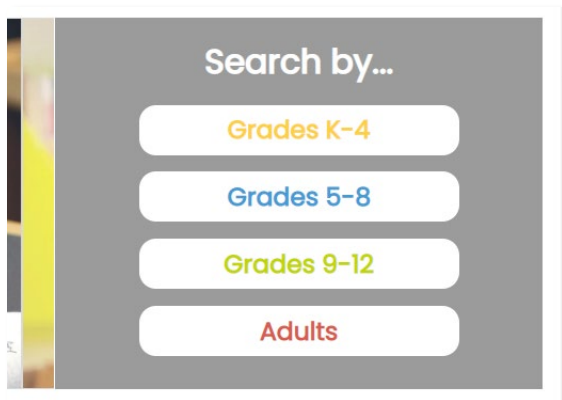 Search by...
Grades K-4
Grades 5-8
Grades 9-12
Adults